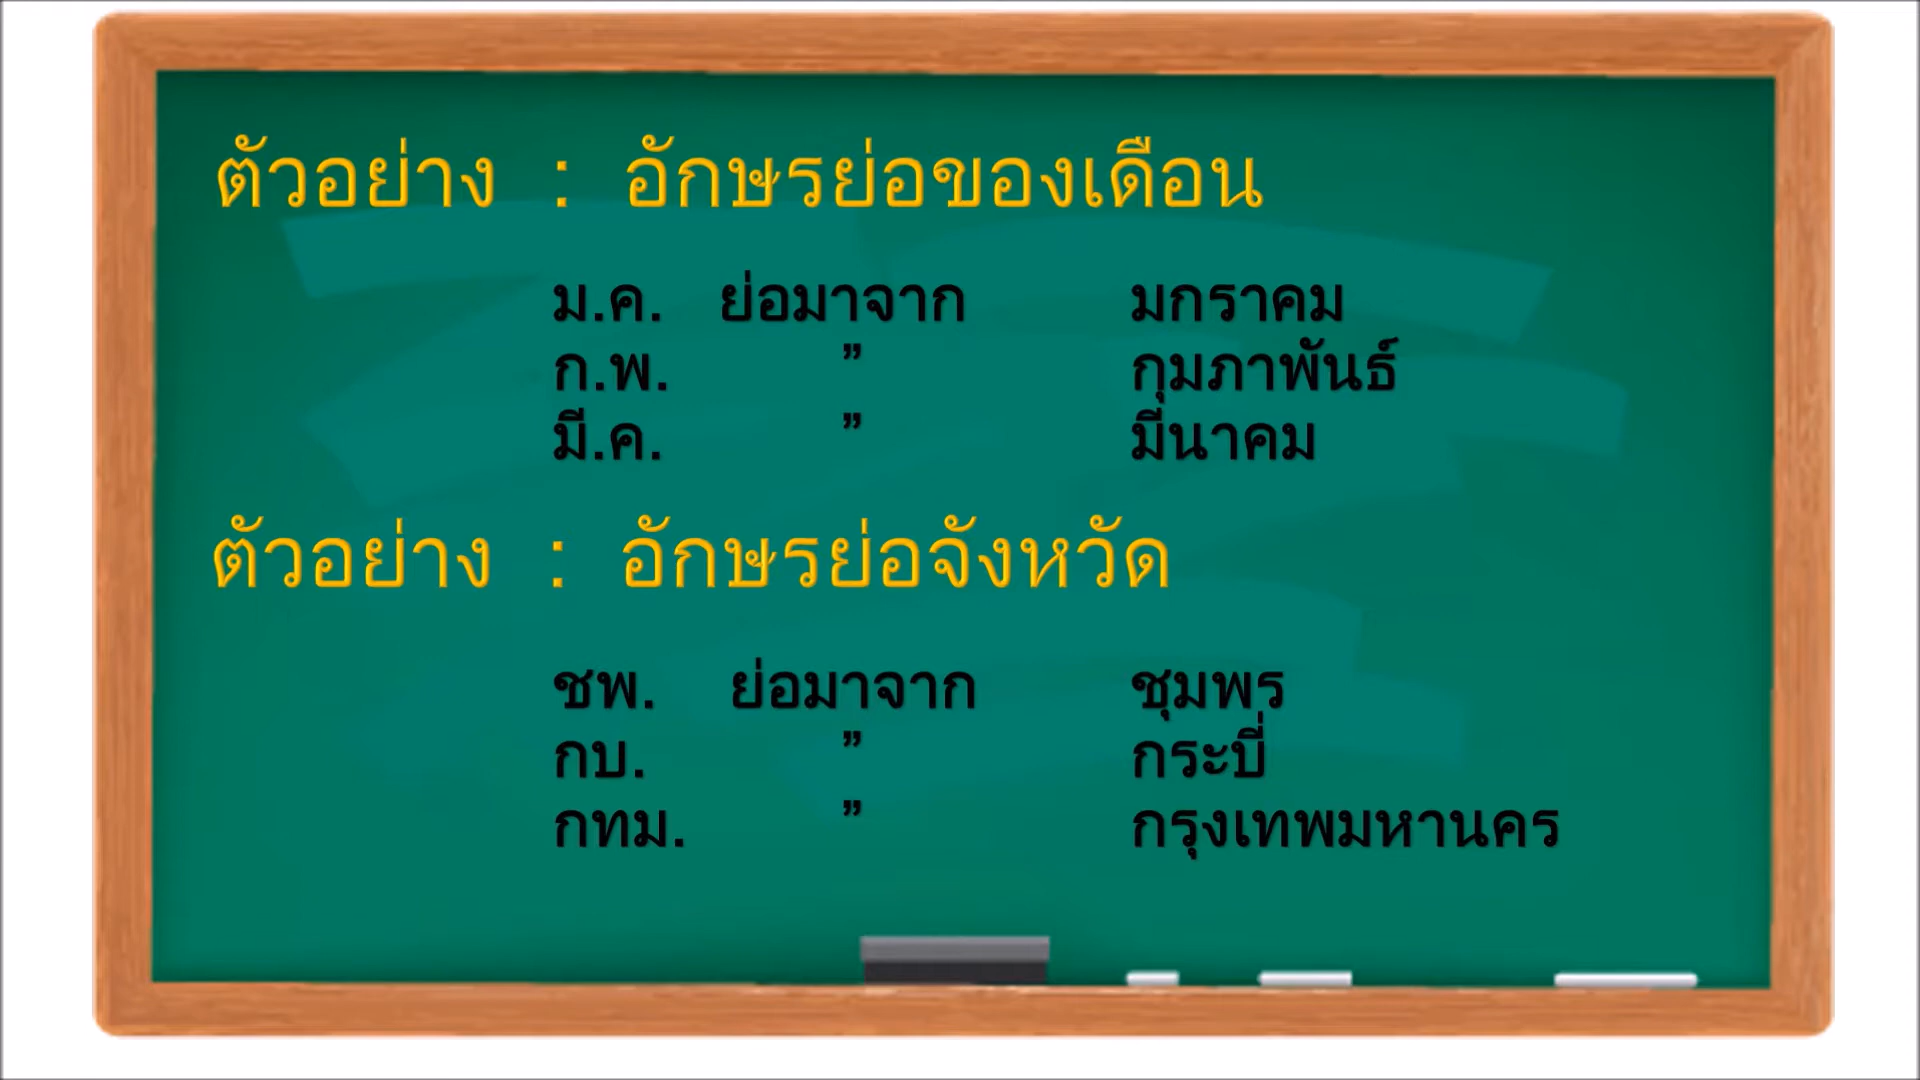 ตัวอย่าง : อักษรย่อของเดือน
ม.ค. ย่อมาจาก มกราคม
ก.พ. ” กุมภาพันธ์
มี.ค. ” มีนาคม
ตัวอย่าง : อักษรย่อจังหวัด
ชพ. ย่อมาจาก ชุมพร
กบ. ” กระบี่
กทม. ” กรุงเทพมหานคร